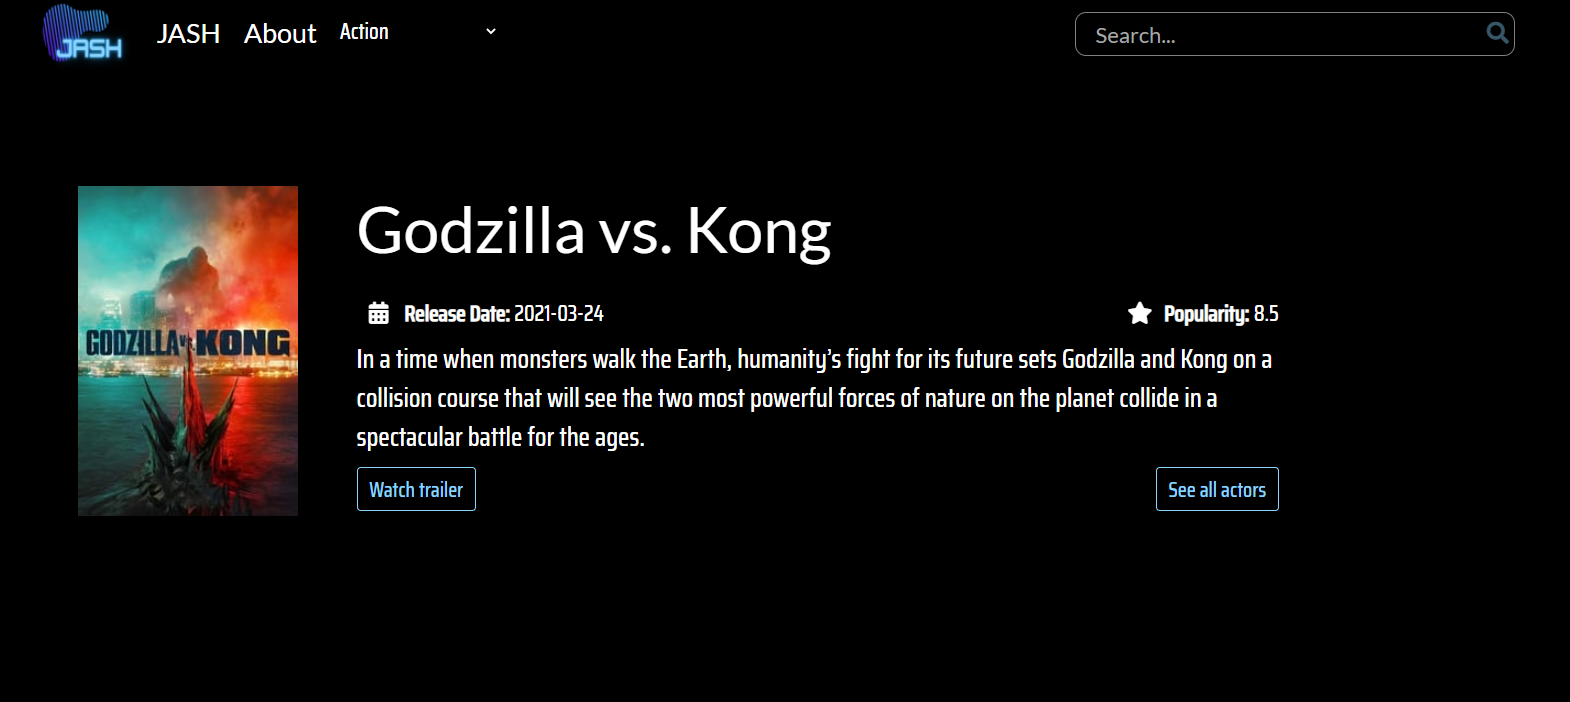 JASH
JASH
About
Action
Search...
GODZILLA vs. KONG
Godzilla vs. Kong
Release Date: 2021-03-24
Popularity: 8.5
In a time when monsters walk the Earth, humanity’s fight for its future sets Godzilla and Kong on a
collision course that will see the two most powerful forces of nature on the planet collide in a
spectacular battle for the ages.
Watch trailer
See all actors